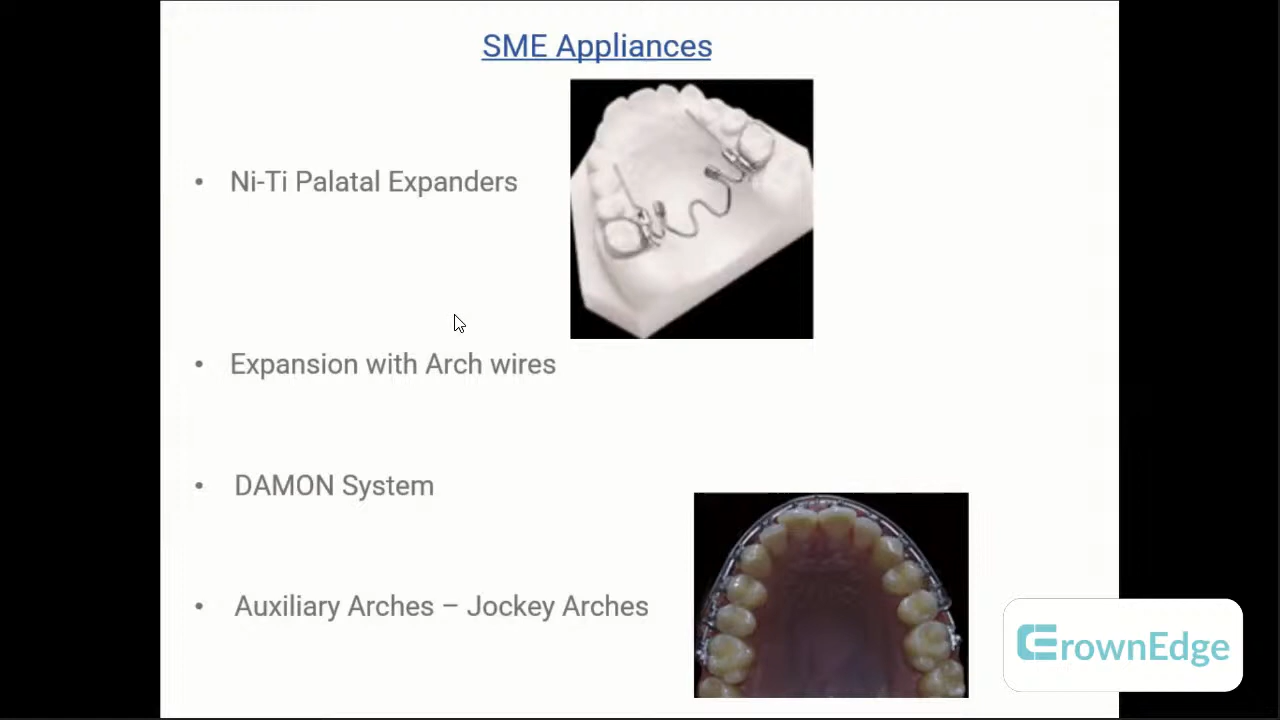 SME Appliances
• Ni-Ti Palatal Expanders
• Expansion with Arch wires
• DAMON System
• Auxiliary Arches – Jockey Arches
CrownEdge